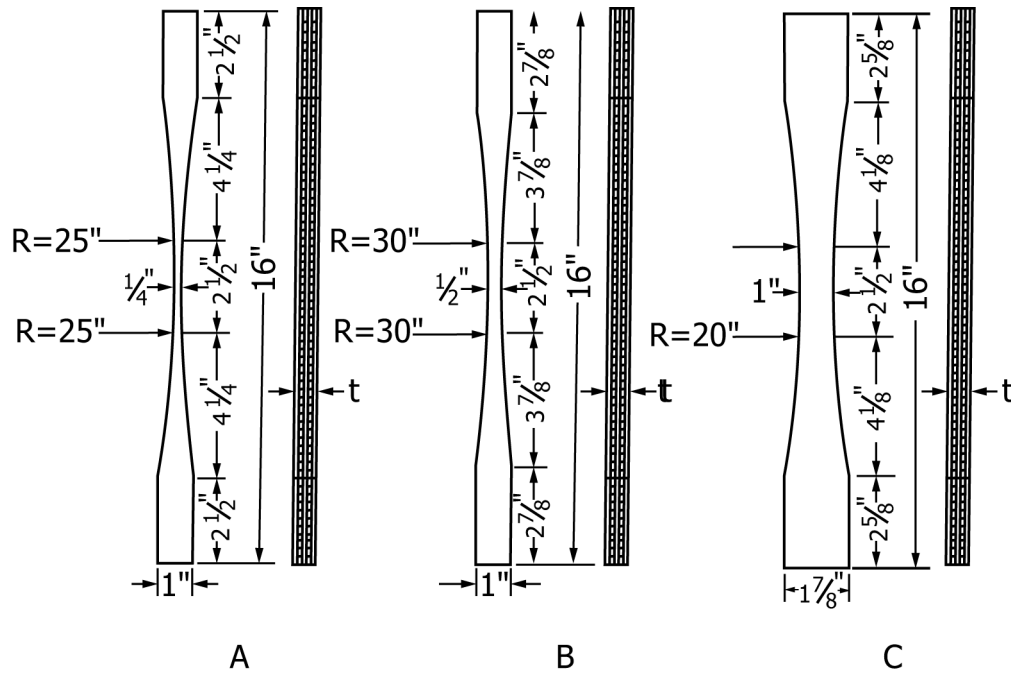 2 1/2"
4 1/4"
R=25"
1/4"
2 1/2"
16"
R=25"
4 1/4"
t
2 1/2"
1"
A
2 7/8"
3 7/8"
R=30"
1/2"
2 1/2"
16"
R=30"
3 7/8"
t
2 7/8"
1"
B
2 5/8"
4 1/8"
1"
2 1/2"
16"
R=20"
4 1/8"
t
2 5/8"
1 7/8"
C